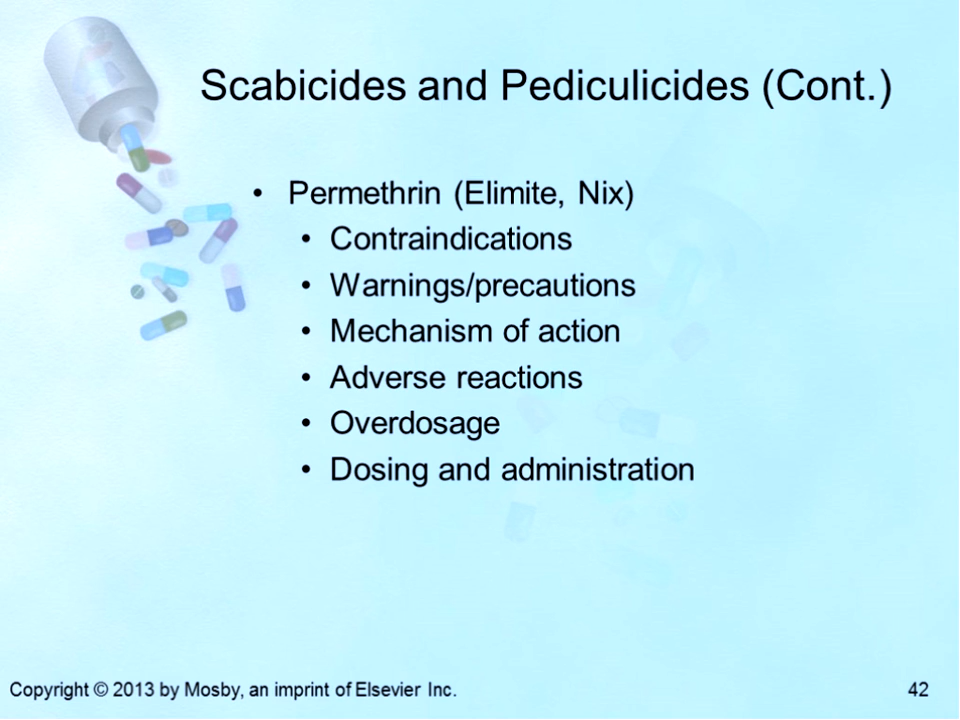 Scabicides and Pediculicides (Cont.)
• Permethrin (Elimite, Nix)
• Contraindications
• Warnings/precautions
• Mechanism of action
• Adverse reactions
• Overdosage
• Dosing and administration
Copyright © 2013 by Mosby, an imprint of Elsevier Inc.
42